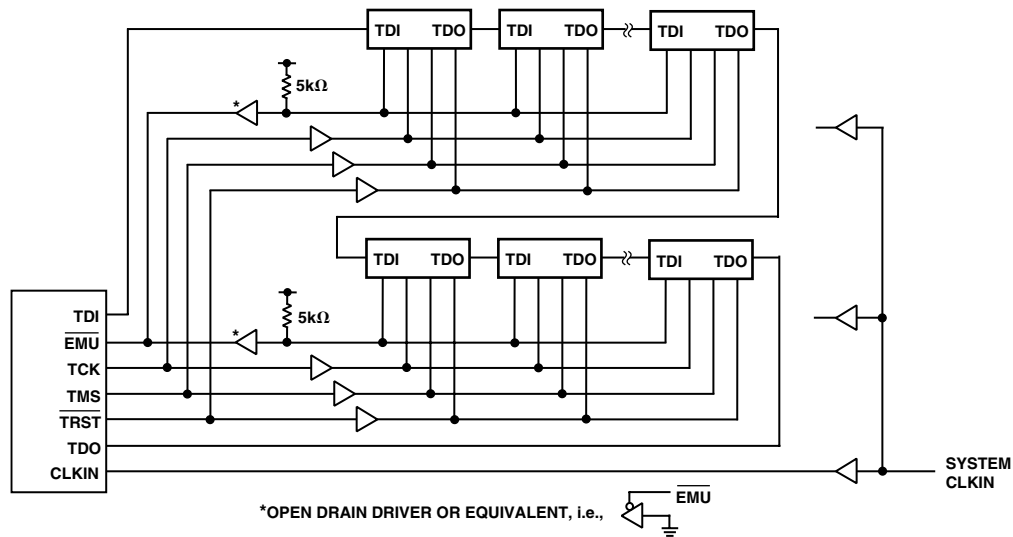 TDI TDO TDI TDO TDI TDO
5kΩ
*
TDI TDO TDI TDO TDI TDO
5kΩ
*
TDI
EMU
TCK
TMS
TRST
TDO
CLKIN
SYSTEM
CLKIN
*OPEN DRAIN DRIVER OR EQUIVALENT, i.e.,
EMU